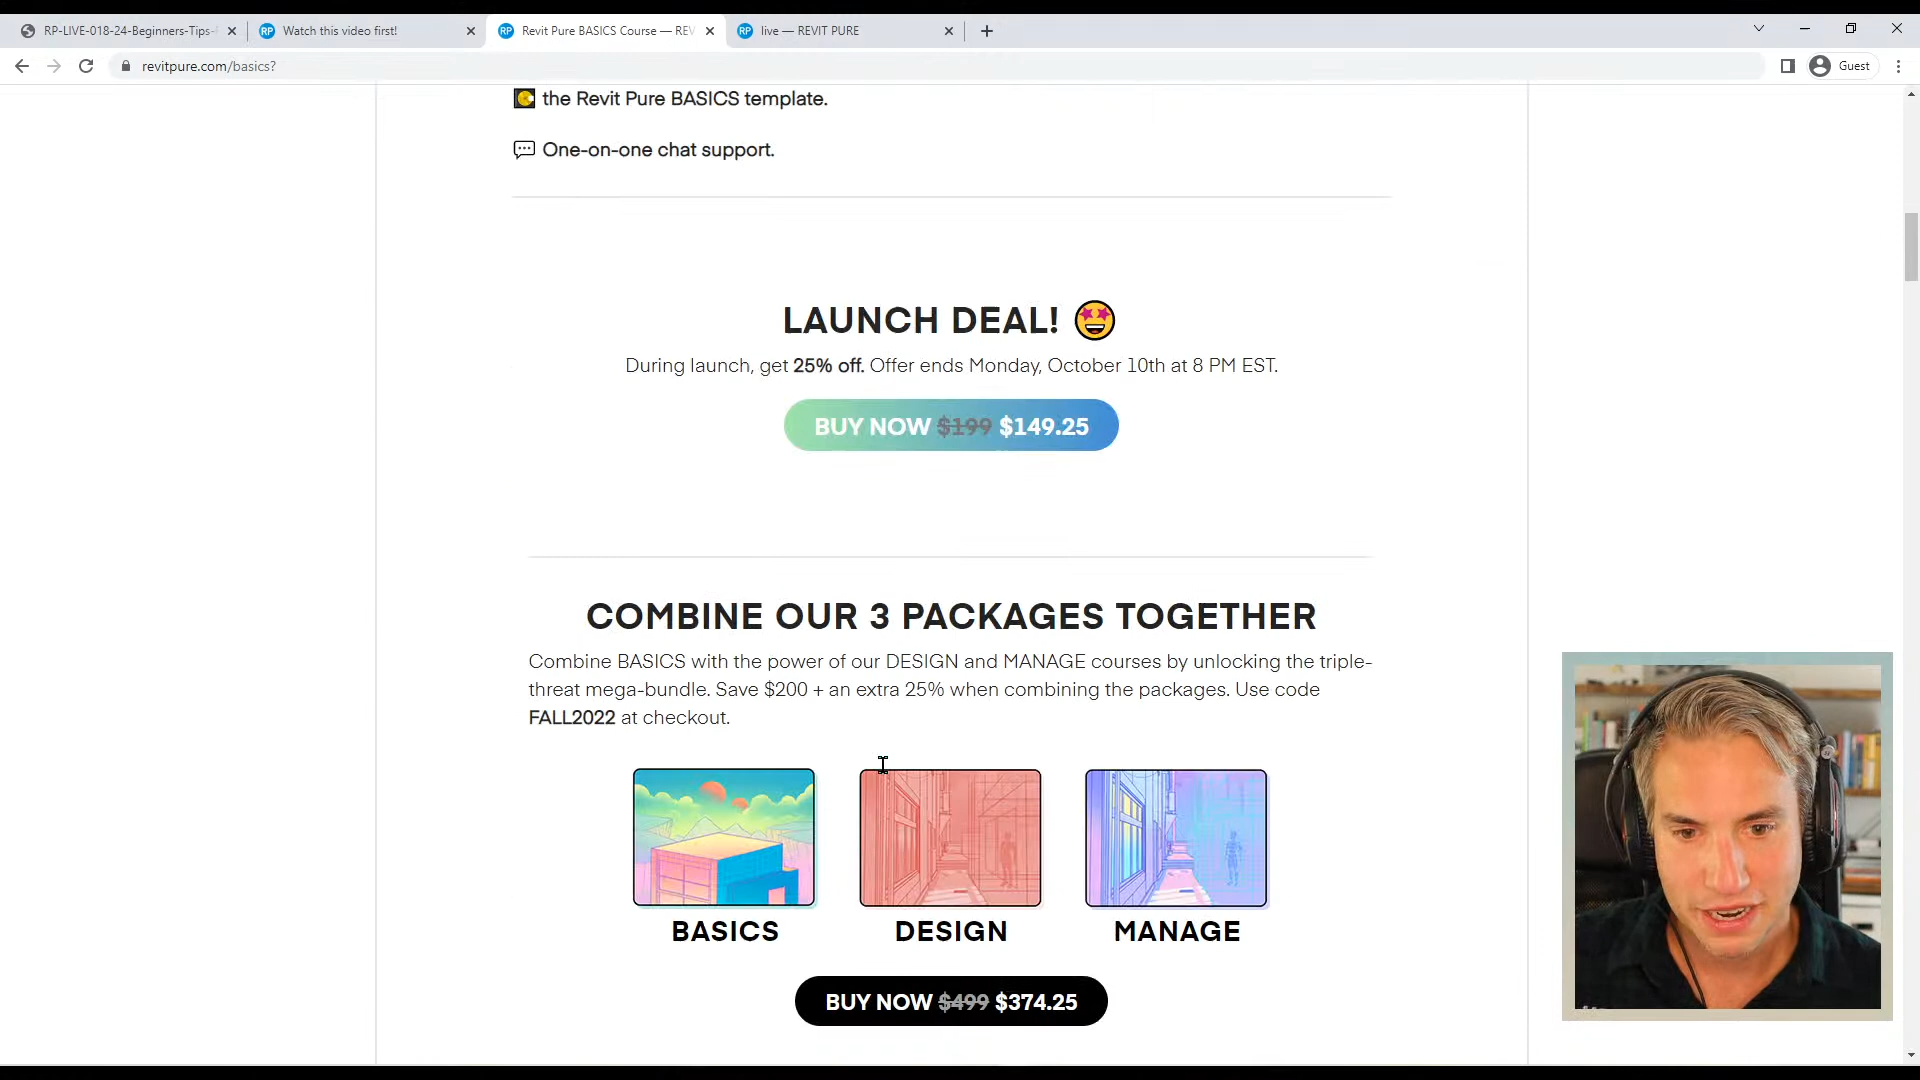 RP-LIVE-018-24-Beginners-Tips-
Watch this video first!
Revit Pure BASICS Course — REV
live — REVIT PURE
revitpure.com/basics?
Guest
the Revit Pure BASICS template.
One-on-one chat support.
LAUNCH DEAL!
During launch, get 25% off. Offer ends Monday, October 10th at 8 PM EST.
BUY NOW $199 $149.25
COMBINE OUR 3 PACKAGES TOGETHER
Combine BASICS with the power of our DESIGN and MANAGE courses by unlocking the triple-
threat mega-bundle. Save $200 + an extra 25% when combining the packages. Use code
FALL2022 at checkout.
BASICS
DESIGN
MANAGE
BUY NOW $499 $374.25